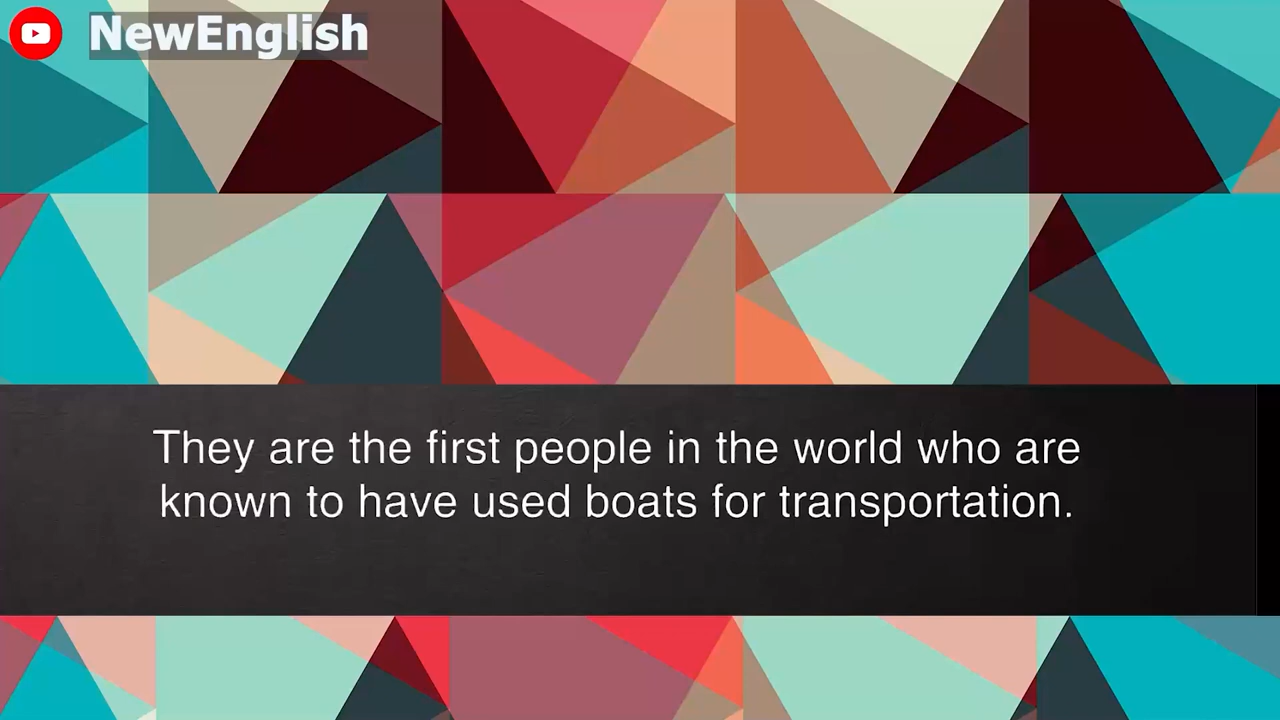 NewEnglish
They are the first people in the world who are
known to have used boats for transportation.